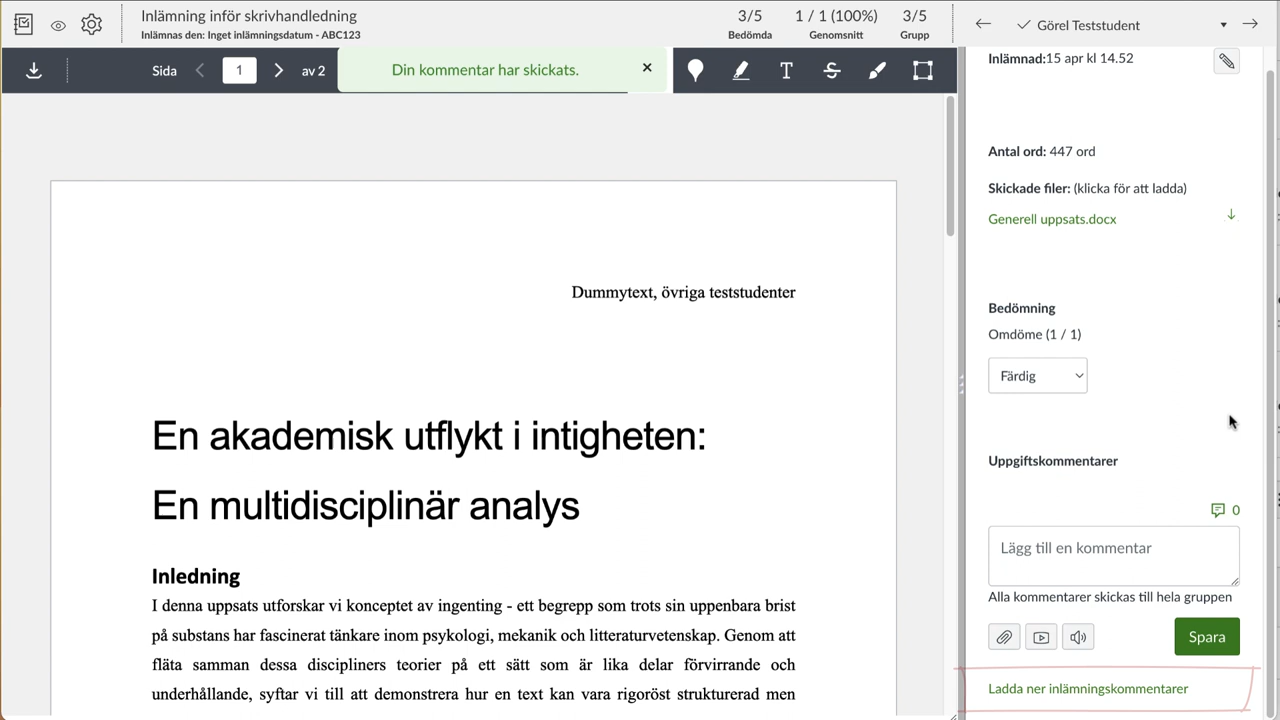 Inlämning inför skrivhandledning
Inlämnas den: Inget inlämningsdatum - ABC123
3/5
Bedömda
1 / 1 (100%)
Genomsnitt
3/5
Grupp
Görel Teststudent
Sida
1
av 2
Din kommentar har skickats.
Inlämnad:15 apr kl 14.52
Antal ord: 447 ord
Skickade filer: (klicka för att ladda)
Generell uppsats.docx
Bedömning
Omdöme (1 / 1)
Färdig
Uppgiftskommentarer
0
Lägg till en kommentar
Alla kommentarer skickas till hela gruppen
Spara
Ladda ner inlämningskommentarer
Dummytext, övriga teststudenter
En akademisk utflykt i intigheten:
En multidisciplinär analys
Inledning
I denna uppsats utforskar vi konceptet av ingenting - ett begrepp som trots sin uppenbara brist
på substans har fascinerat tänkare inom psykologi, mekanik och litteraturvetenskap. Genom att
fläta samman dessa discipliners teorier på ett sätt som är lika delar förvirrande och
underhållande, syftar vi till att demonstrera hur en text kan vara rigoröst strukturerad men